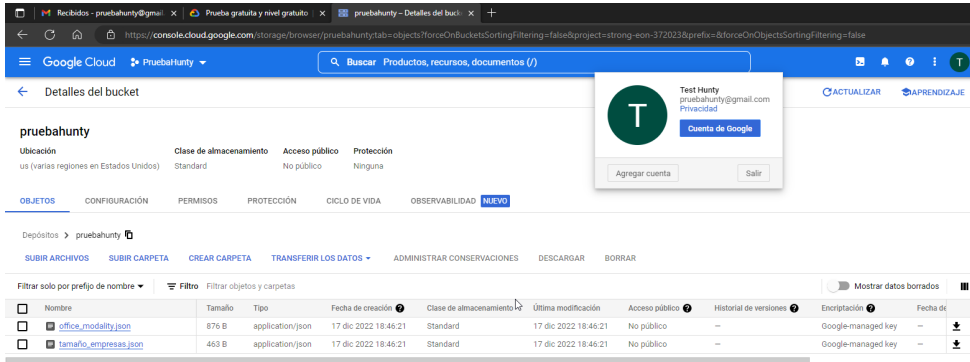 Recibidos - pruebahunty@gmail.
Prueba gratuita y nivel gratuito
pruebahunty – Detalles del bucke
https://console.cloud.google.com/storage/browser/pruebahunty;tab=objects?forceOnBucketsSortingFiltering=false&project=strong-eon-372023&prefix=&forceOnObjectsSortingFiltering=false
Google Cloud PruebaHunty Buscar Productos, recursos, documentos (/) T
Detalles del bucket
ACTUALIZAR APRENDIZAJE
T
Test Hunty
pruebahunty@gmail.com
Privacidad
Cuenta de Google
Agregar cuenta Salir
pruebahunty
Ubicación Clase de almacenamiento Acceso público Protección
us (varias regiones en Estados Unidos) Standard No público Ninguna
OBJETOS CONFIGURACIÓN PERMISOS PROTECCIÓN CICLO DE VIDA OBSERVABILIDAD NUEVO
Depósitos > pruebahunty
SUBIR ARCHIVOS SUBIR CARPETA CREAR CARPETA TRANSFERIR LOS DATOS ADMINISTRAR CONSERVACIONES DESCARGAR BORRAR
Filtrar solo por prefijo de nombre Filtro Filtrar objetos y carpetas Mostrar datos borrados
Nombre Tamaño Tipo Fecha de creación Clase de almacenamiento Última modificación Acceso público Historial de versiones Encriptación Fecha de
office_modality.json 876 B application/json 17 dic 2022 18:46:21 Standard 17 dic 2022 18:46:21 No público — Google-managed key —
tamaño_empresas.json 463 B application/json 17 dic 2022 18:46:21 Standard 17 dic 2022 18:46:21 No público — Google-managed key —